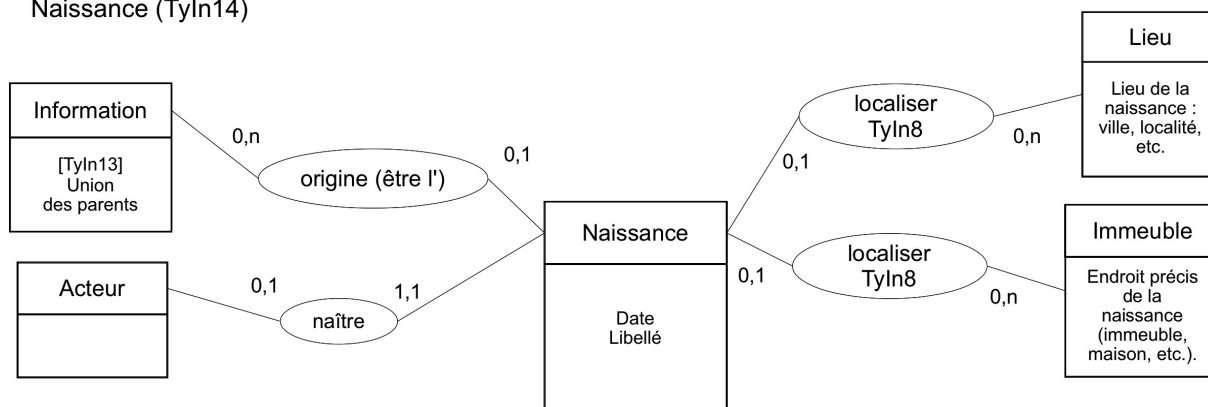 Naissance (TyIn14)
Information
[TyIn13]
Union
des parents
0,n
origine (être l')
0,1
Acteur
0,1
naître
1,1
Naissance
Date
Libellé
localiser
TyIn8
0,1
0,n
Lieu
Lieu de la
naissance :
ville, localité,
etc.
localiser
TyIn8
0,1
0,n
Immeuble
Endroit précis
de la
naissance
(immeuble,
maison, etc.).